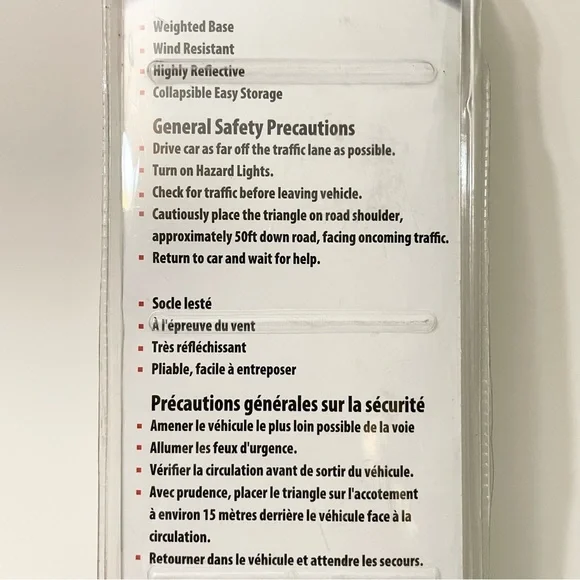 Weighted Base
Wind Resistant
Highly Reflective
Collapsible Easy Storage
General Safety Precautions
Drive car as far off the traffic lane as possible.
Turn on Hazard Lights.
Check for traffic before leaving vehicle.
Cautiously place the triangle on road shoulder,
approximately 50ft down road, facing oncoming traffic.
Return to car and wait for help.
Socle lesté
À l'épreuve du vent
Très réfléchissant
Pliable, facile à entreposer
Précautions générales sur la sécurité
Amener le véhicule le plus loin possible de la voie
Allumer les feux d'urgence.
Vérifier la circulation avant de sortir du véhicule.
Avec prudence, placer le triangle sur l'accotement
à environ 15 mètres derrière le véhicule face à la
circulation.
Retourner dans le véhicule et attendre les secours.